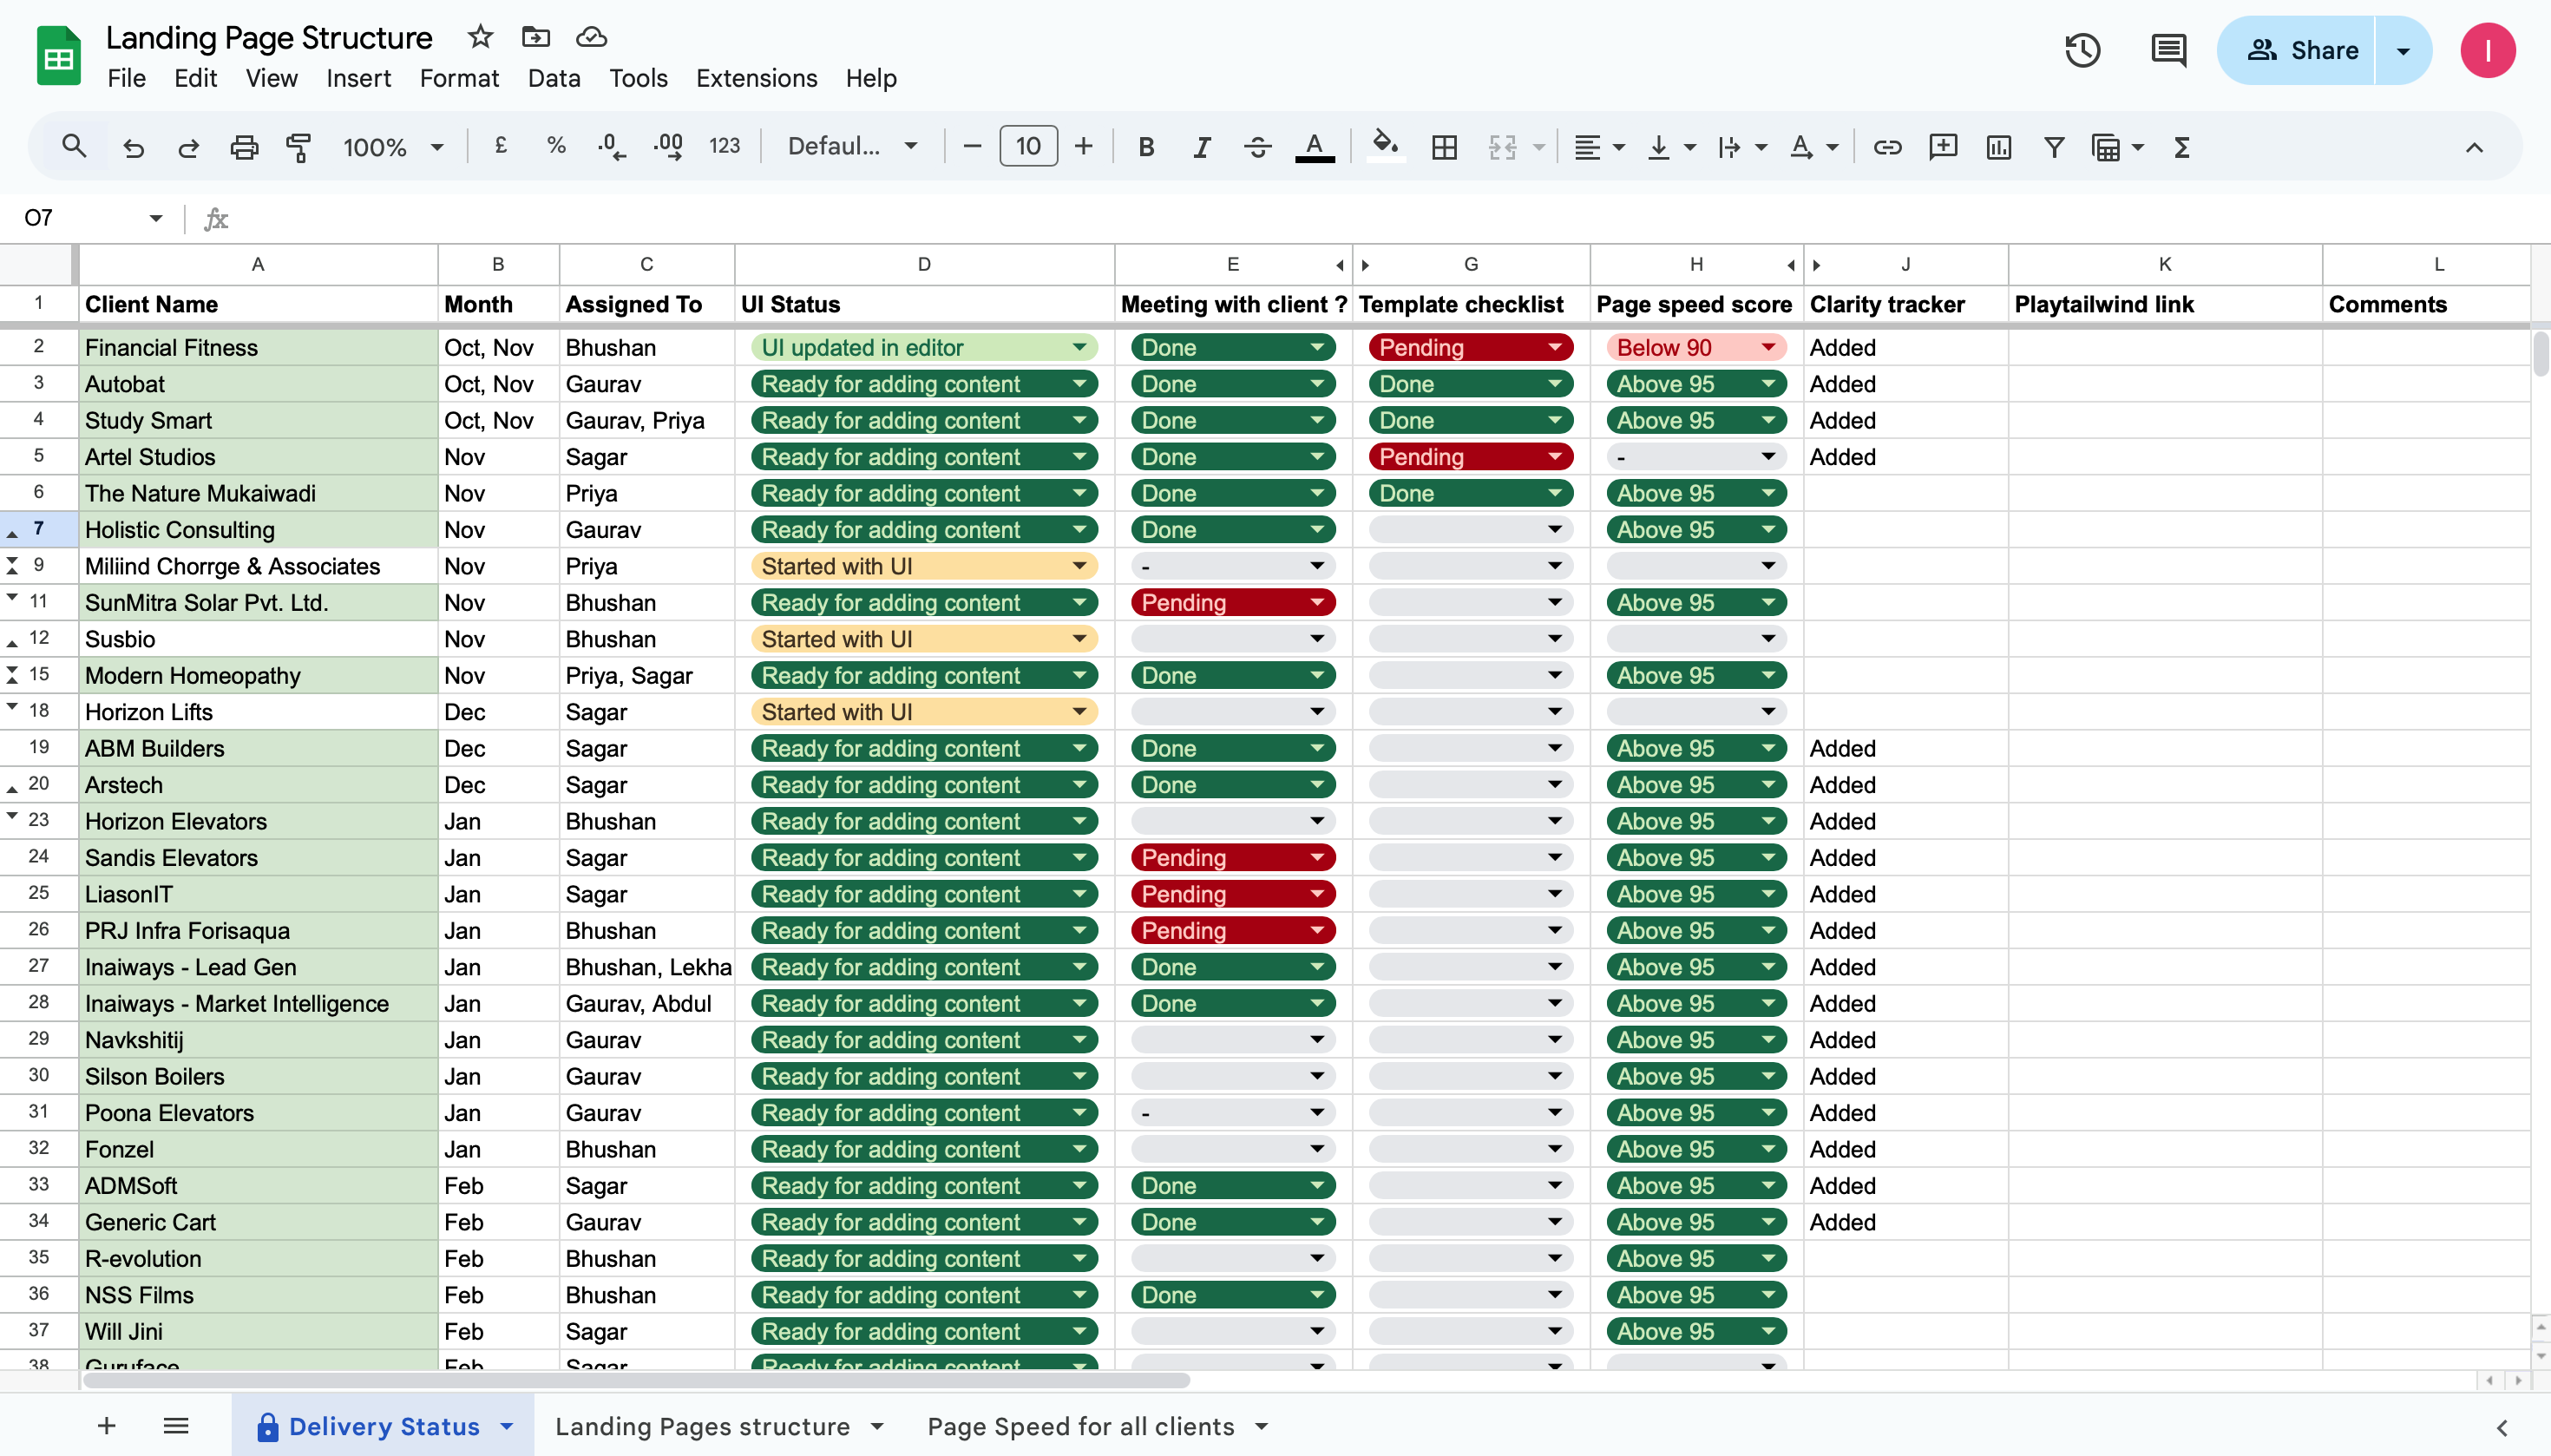 Landing Page Structure
File Edit View Insert Format Data Tools Extensions Help
Share
I
100% £ % .0 .00 123 Defaul... 10 B I A
O7 fx
A B C D E G H J K L
1 Client Name Month Assigned To UI Status Meeting with client ? Template checklist Page speed score Clarity tracker Playtailwind link Comments
2 Financial Fitness Oct, Nov Bhushan UI updated in editor Done Pending Below 90 Added
3 Autobat Oct, Nov Gaurav Ready for adding content Done Done Above 95 Added
4 Study Smart Oct, Nov Gaurav, Priya Ready for adding content Done Done Above 95 Added
5 Artel Studios Nov Sagar Ready for adding content Done Pending - Added
6 The Nature Mukaiwadi Nov Priya Ready for adding content Done Done Above 95
7 Holistic Consulting Nov Gaurav Ready for adding content Done Above 95
9 Miliind Chorrge & Associates Nov Priya Started with UI -
11 SunMitra Solar Pvt. Ltd. Nov Bhushan Ready for adding content Pending Above 95
12 Susbio Nov Bhushan Started with UI
15 Modern Homeopathy Nov Priya, Sagar Ready for adding content Done Above 95
18 Horizon Lifts Dec Sagar Started with UI
19 ABM Builders Dec Sagar Ready for adding content Done Above 95 Added
20 Arstech Dec Sagar Ready for adding content Done Above 95 Added
23 Horizon Elevators Jan Bhushan Ready for adding content Above 95 Added
24 Sandis Elevators Jan Sagar Ready for adding content Pending Above 95 Added
25 LiasonIT Jan Sagar Ready for adding content Pending Above 95 Added
26 PRJ Infra Forisaqua Jan Bhushan Ready for adding content Pending Above 95 Added
27 Inaiways - Lead Gen Jan Bhushan, Lekha Ready for adding content Done Above 95 Added
28 Inaiways - Market Intelligence Jan Gaurav, Abdul Ready for adding content Done Above 95 Added
29 Navkshitij Jan Gaurav Ready for adding content Above 95 Added
30 Silson Boilers Jan Gaurav Ready for adding content Above 95 Added
31 Poona Elevators Jan Gaurav Ready for adding content - Above 95 Added
32 Fonzel Jan Bhushan Ready for adding content Above 95 Added
33 ADMSoft Feb Sagar Ready for adding content Done Above 95 Added
34 Generic Cart Feb Gaurav Ready for adding content Done Above 95 Added
35 R-evolution Feb Bhushan Ready for adding content Above 95
36 NSS Films Feb Bhushan Ready for adding content Done Above 95
37 Will Jini Feb Sagar Ready for adding content Above 95
38 Guruface Feb Sagar Ready for adding content
Delivery Status Landing Pages structure Page Speed for all clients